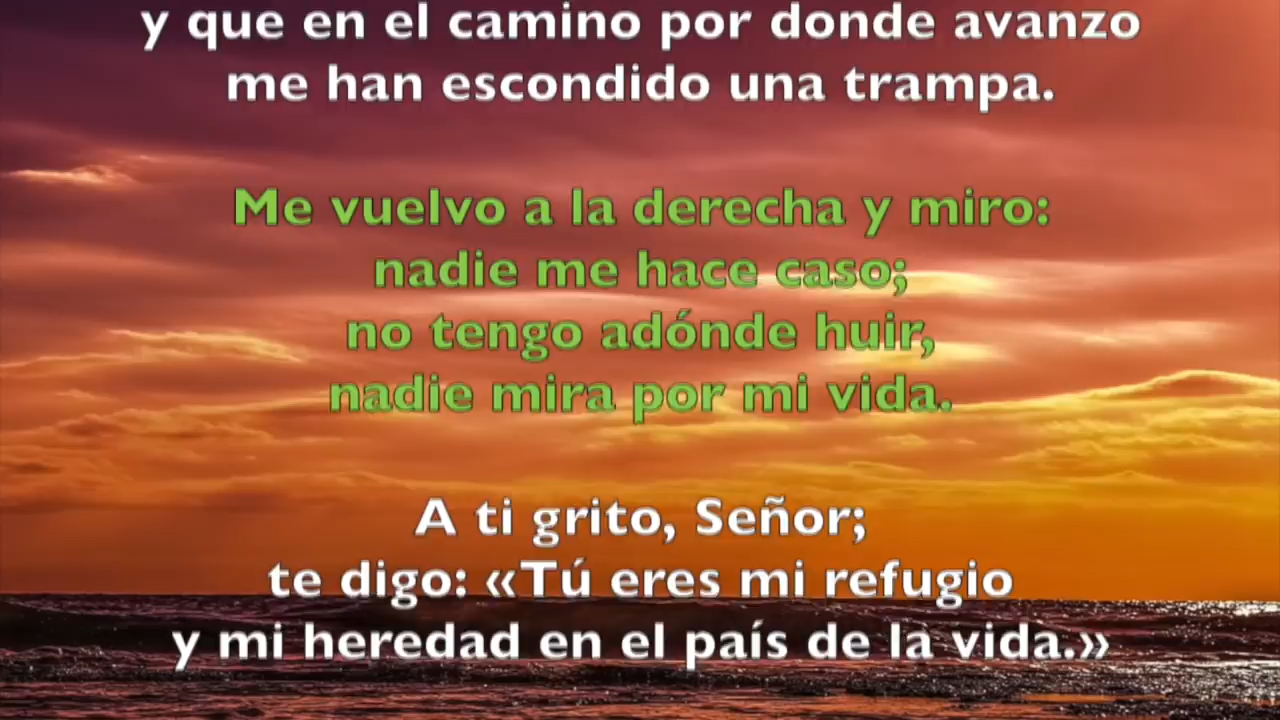 y que en el camino por donde avanzo
me han escondido una trampa.
Me vuelvo a la derecha y miro:
nadie me hace caso;
no tengo adónde huir,
nadie mira por mi vida.
A ti grito, Señor;
te digo: «Tú eres mi refugio
y mi heredad en el país de la vida.»